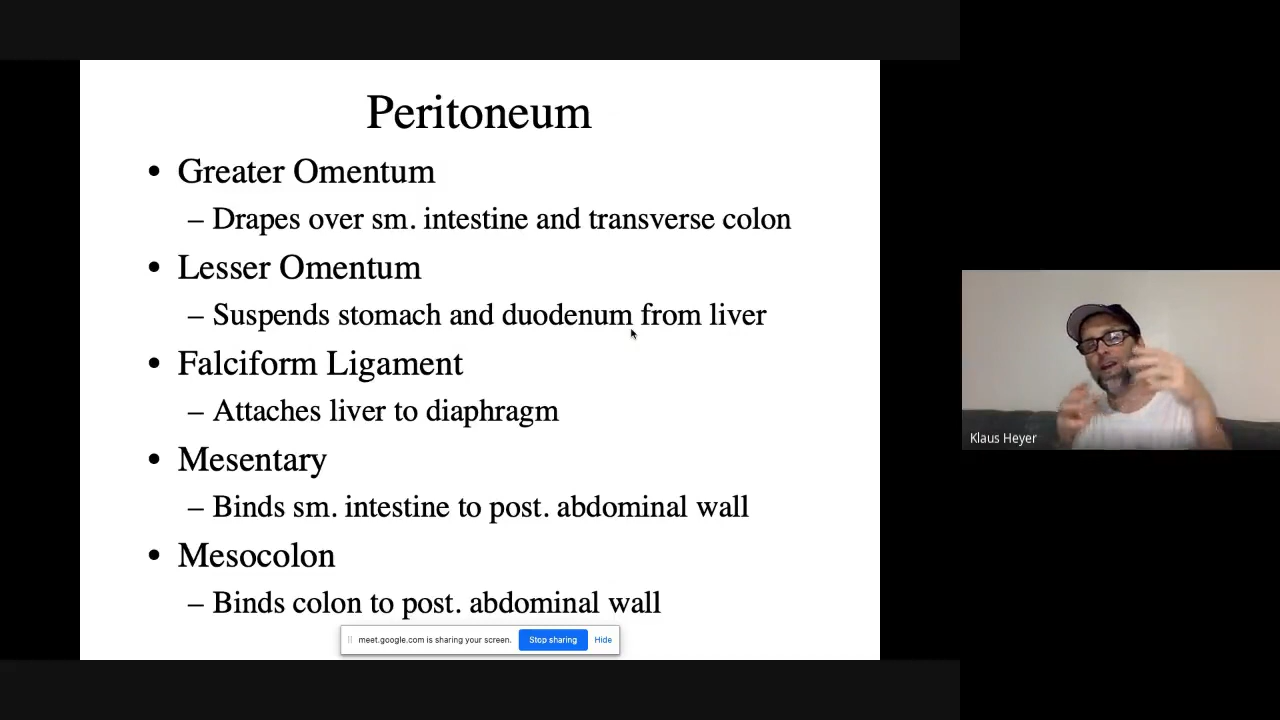 Peritoneum
• Greater Omentum
– Drapes over sm. intestine and transverse colon
• Lesser Omentum
– Suspends stomach and duodenum from liver
• Falciform Ligament
– Attaches liver to diaphragm
• Mesentary
– Binds sm. intestine to post. abdominal wall
• Mesocolon
– Binds colon to post. abdominal wall
meet.google.com is sharing your screen. Stop sharing Hide
Klaus Heyer